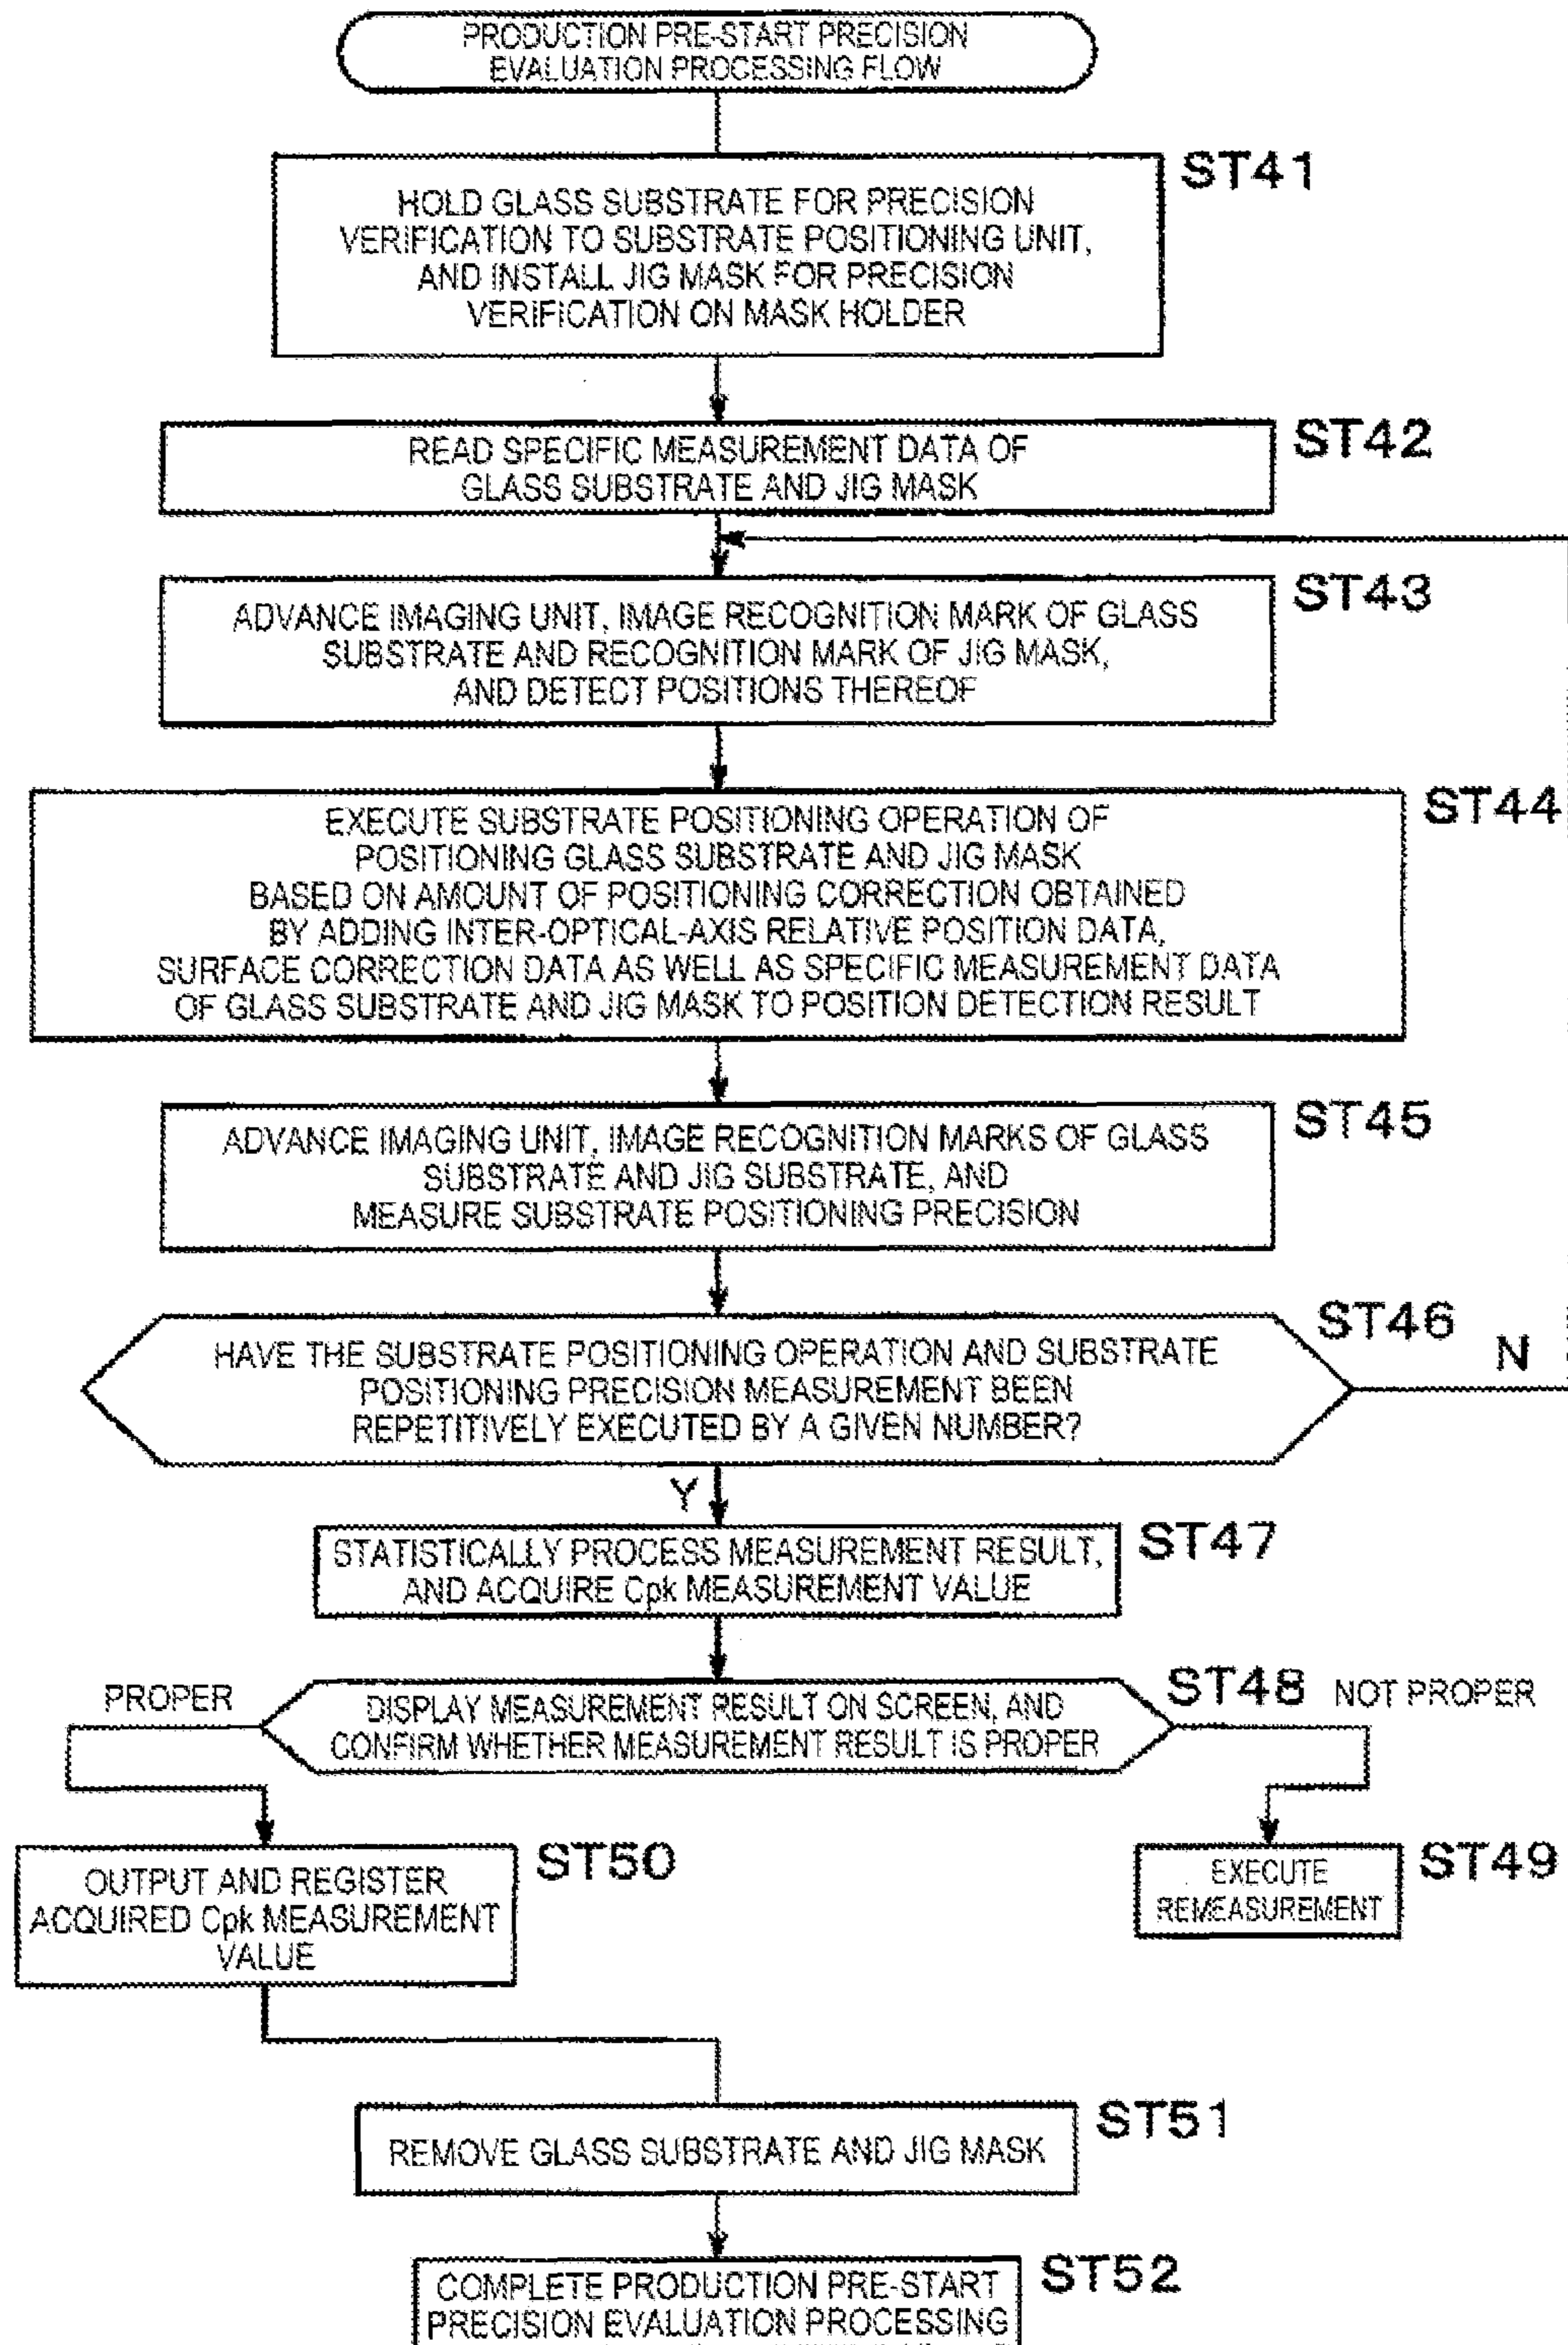 PRODUCTION PRE-START PRECISION
EVALUATION PROCESSING FLOW
ST41
HOLD GLASS SUBSTRATE FOR PRECISION
VERIFICATION TO SUBSTRATE POSITIONING UNIT,
AND INSTALL JIG MASK FOR PRECISION
VERIFICATION ON MASK HOLDER
ST42
READ SPECIFIC MEASUREMENT DATA OF
GLASS SUBSTRATE AND JIG MASK
ST43
ADVANCE IMAGING UNIT, IMAGE RECOGNITION MARK OF GLASS
SUBSTRATE AND RECOGNITION MARK OF JIG MASK,
AND DETECT POSITIONS THEREOF
ST44
EXECUTE SUBSTRATE POSITIONING OPERATION OF
POSITIONING GLASS SUBSTRATE AND JIG MASK
BASED ON AMOUNT OF POSITIONING CORRECTION OBTAINED
BY ADDING INTER-OPTICAL-AXIS RELATIVE POSITION DATA,
SURFACE CORRECTION DATA AS WELL AS SPECIFIC MEASUREMENT DATA
OF GLASS SUBSTRATE AND JIG MASK TO POSITION DETECTION RESULT
ST45
ADVANCE IMAGING UNIT, IMAGE RECOGNITION MARKS OF GLASS
SUBSTRATE AND JIG SUBSTRATE, AND
MEASURE SUBSTRATE POSITIONING PRECISION
ST46
HAVE THE SUBSTRATE POSITIONING OPERATION AND SUBSTRATE
POSITIONING PRECISION MEASUREMENT BEEN
REPETITIVELY EXECUTED BY A GIVEN NUMBER?
N
Y
ST47
STATISTICALLY PROCESS MEASUREMENT RESULT,
AND ACQUIRE Cpk MEASUREMENT VALUE
PROPER
ST48 NOT PROPER
DISPLAY MEASUREMENT RESULT ON SCREEN, AND
CONFIRM WHETHER MEASUREMENT RESULT IS PROPER
ST50
OUTPUT AND REGISTER
ACQUIRED Cpk MEASUREMENT
VALUE
ST49
EXECUTE
REMEASUREMENT
ST51
REMOVE GLASS SUBSTRATE AND JIG MASK
ST52
COMPLETE PRODUCTION PRE-START
PRECISION EVALUATION PROCESSING